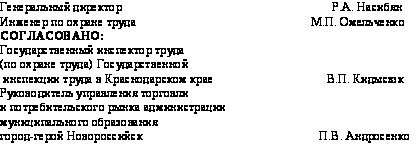 Генеральный директор Р.А. Насибян
Инженер по охране труда М.П. Омельченко
СОГЛАСОВАНО:
Государственный инспектор труда
(по охране труда) Государственной
инспекции труда в Краснодарском крае В.П. Кидысюк
Руководитель управления торговли
и потребительского рынка администрации
муниципального образования
город-герой Новороссийск П.В. Андросенко